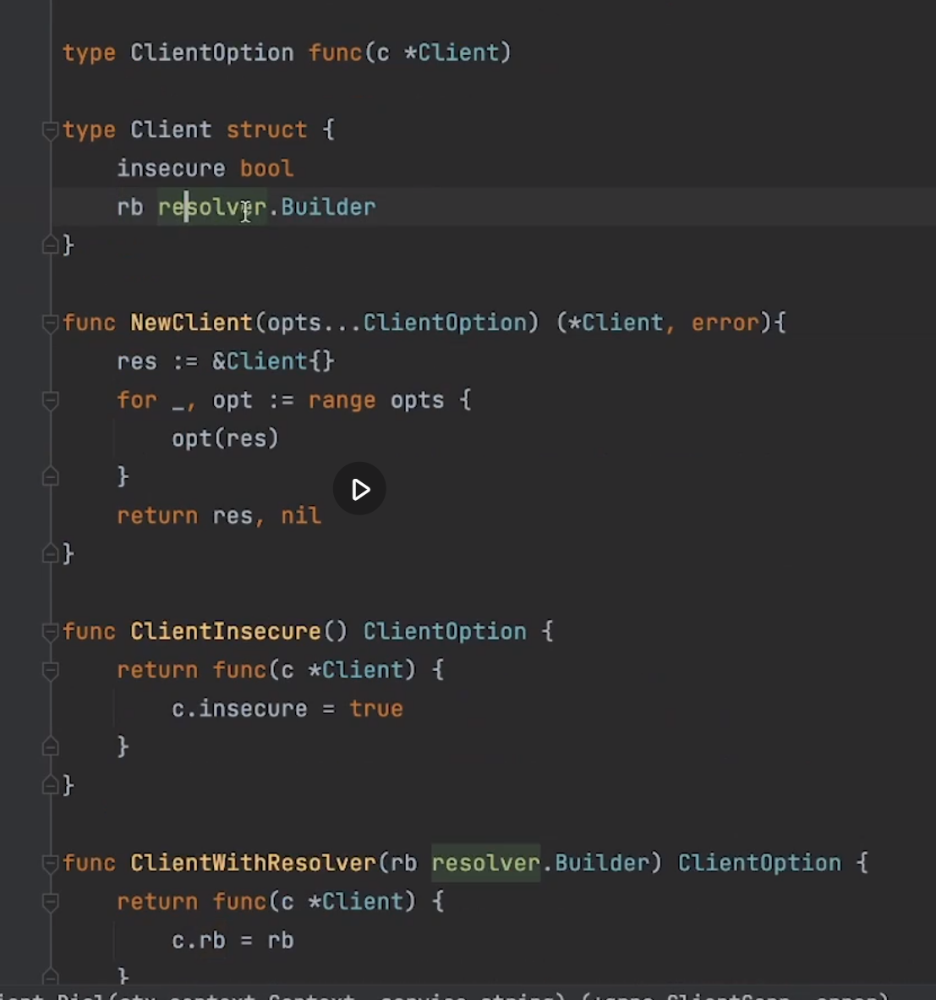 type ClientOption func(c *Client)
type Client struct {
    insecure bool
    rb resolver.Builder
}
func NewClient(opts...ClientOption) (*Client, error){
    res := &Client{}
    for _, opt := range opts {
        opt(res)
    }
    return res, nil
}
func ClientInsecure() ClientOption {
    return func(c *Client) {
        c.insecure = true
    }
}
func ClientWithResolver(rb resolver.Builder) ClientOption {
    return func(c *Client) {
        c.rb = rb
    }